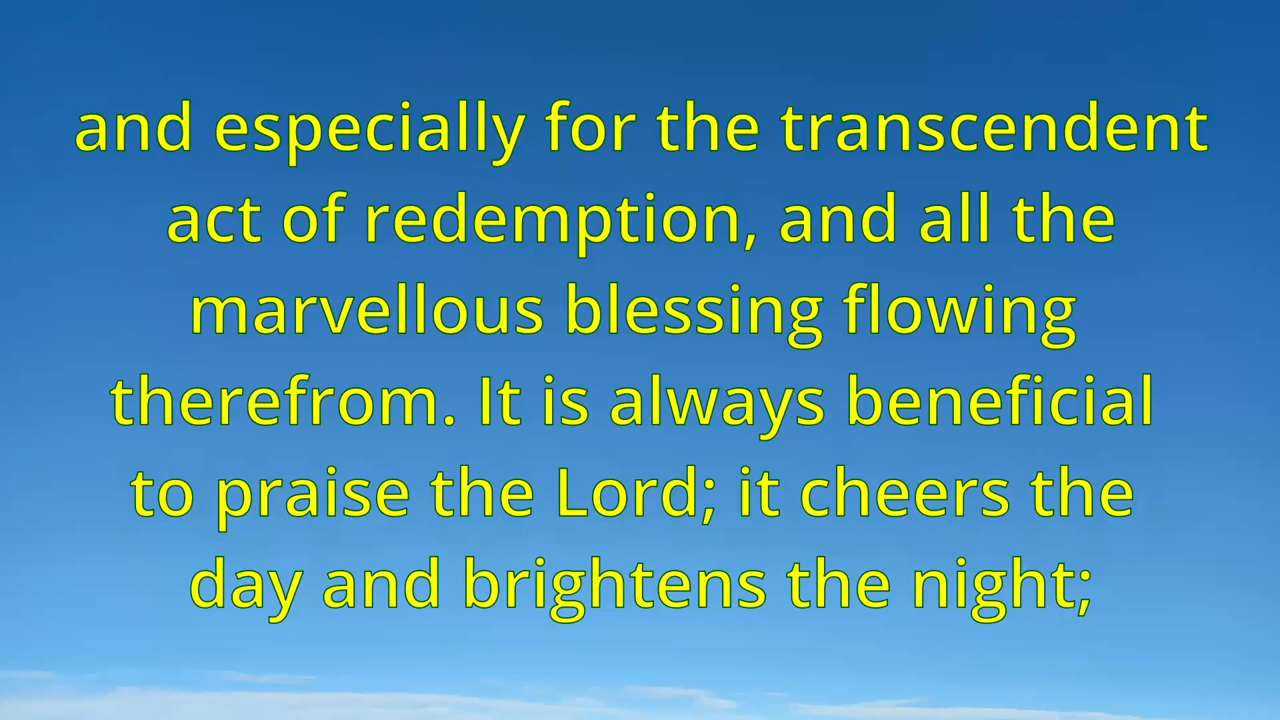 and especially for the transcendent
act of redemption, and all the
marvellous blessing flowing
therefrom. It is always beneficial
to praise the Lord; it cheers the
day and brightens the night;